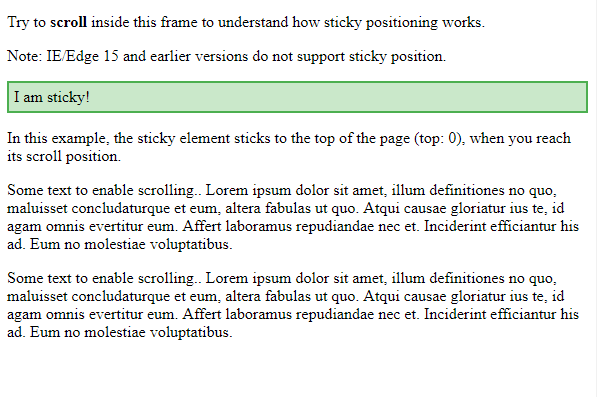 Try to scroll inside this frame to understand how sticky positioning works.
Note: IE/Edge 15 and earlier versions do not support sticky position.
I am sticky!
In this example, the sticky element sticks to the top of the page (top: 0), when you reach
its scroll position.
Some text to enable scrolling.. Lorem ipsum dolor sit amet, illum definitiones no quo,
maluisset concludaturque et eum, altera fabulas ut quo. Atqui causae gloriatur ius te, id
agam omnis evertitur eum. Affert laboramus repudiandae nec et. Inciderint efficiantur his
ad. Eum no molestiae voluptatibus.
Some text to enable scrolling.. Lorem ipsum dolor sit amet, illum definitiones no quo,
maluisset concludaturque et eum, altera fabulas ut quo. Atqui causae gloriatur ius te, id
agam omnis evertitur eum. Affert laboramus repudiandae nec et. Inciderint efficiantur his
ad. Eum no molestiae voluptatibus.